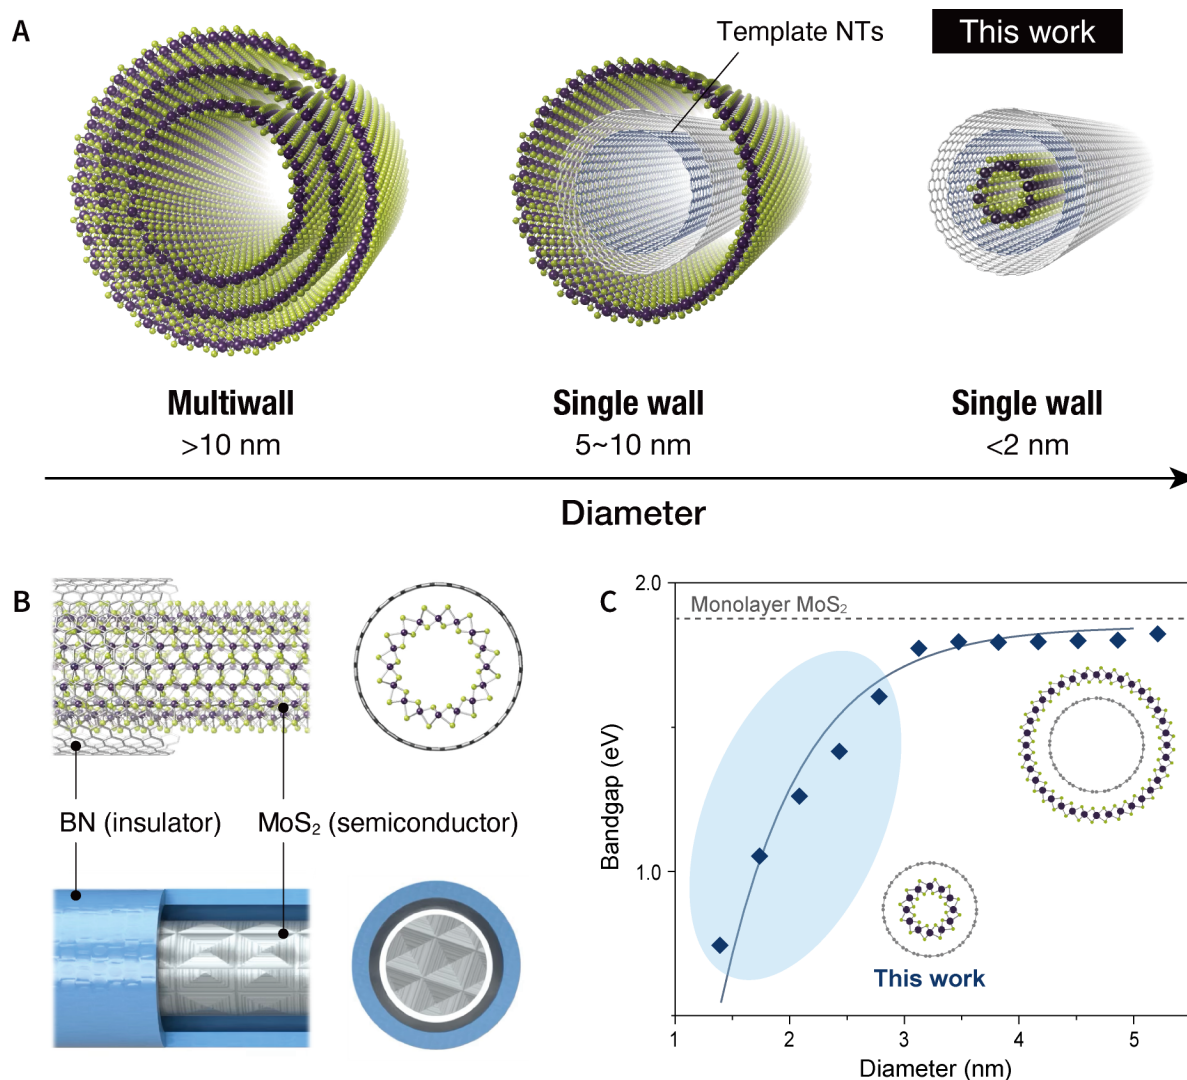 A
Template NTs
This work
Multiwall
>10 nm
Single wall
5~10 nm
Single wall
<2 nm
Diameter
B
BN (insulator)
MoS₂ (semiconductor)
C
2.0
Monolayer MoS₂
Bandgap (eV)
1.0
This work
1
2
3
4
5
Diameter (nm)